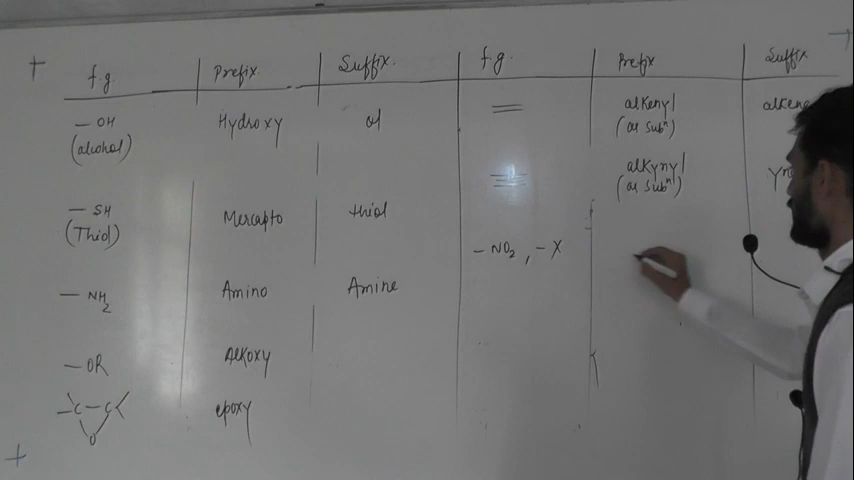 f.g. Prefix. Suffix. f.g. Prefix Suffix
— OH Hydroxy ol = alkenyl alkene
(alcohol) (as subⁿ)
≡ alkynyl
(as subⁿ)
— SH Mercapto thiol
(Thiol)
— NO₂, – X
— NH₂ Amino Amine
— OR Alkoxy
—C—C< epoxy
O